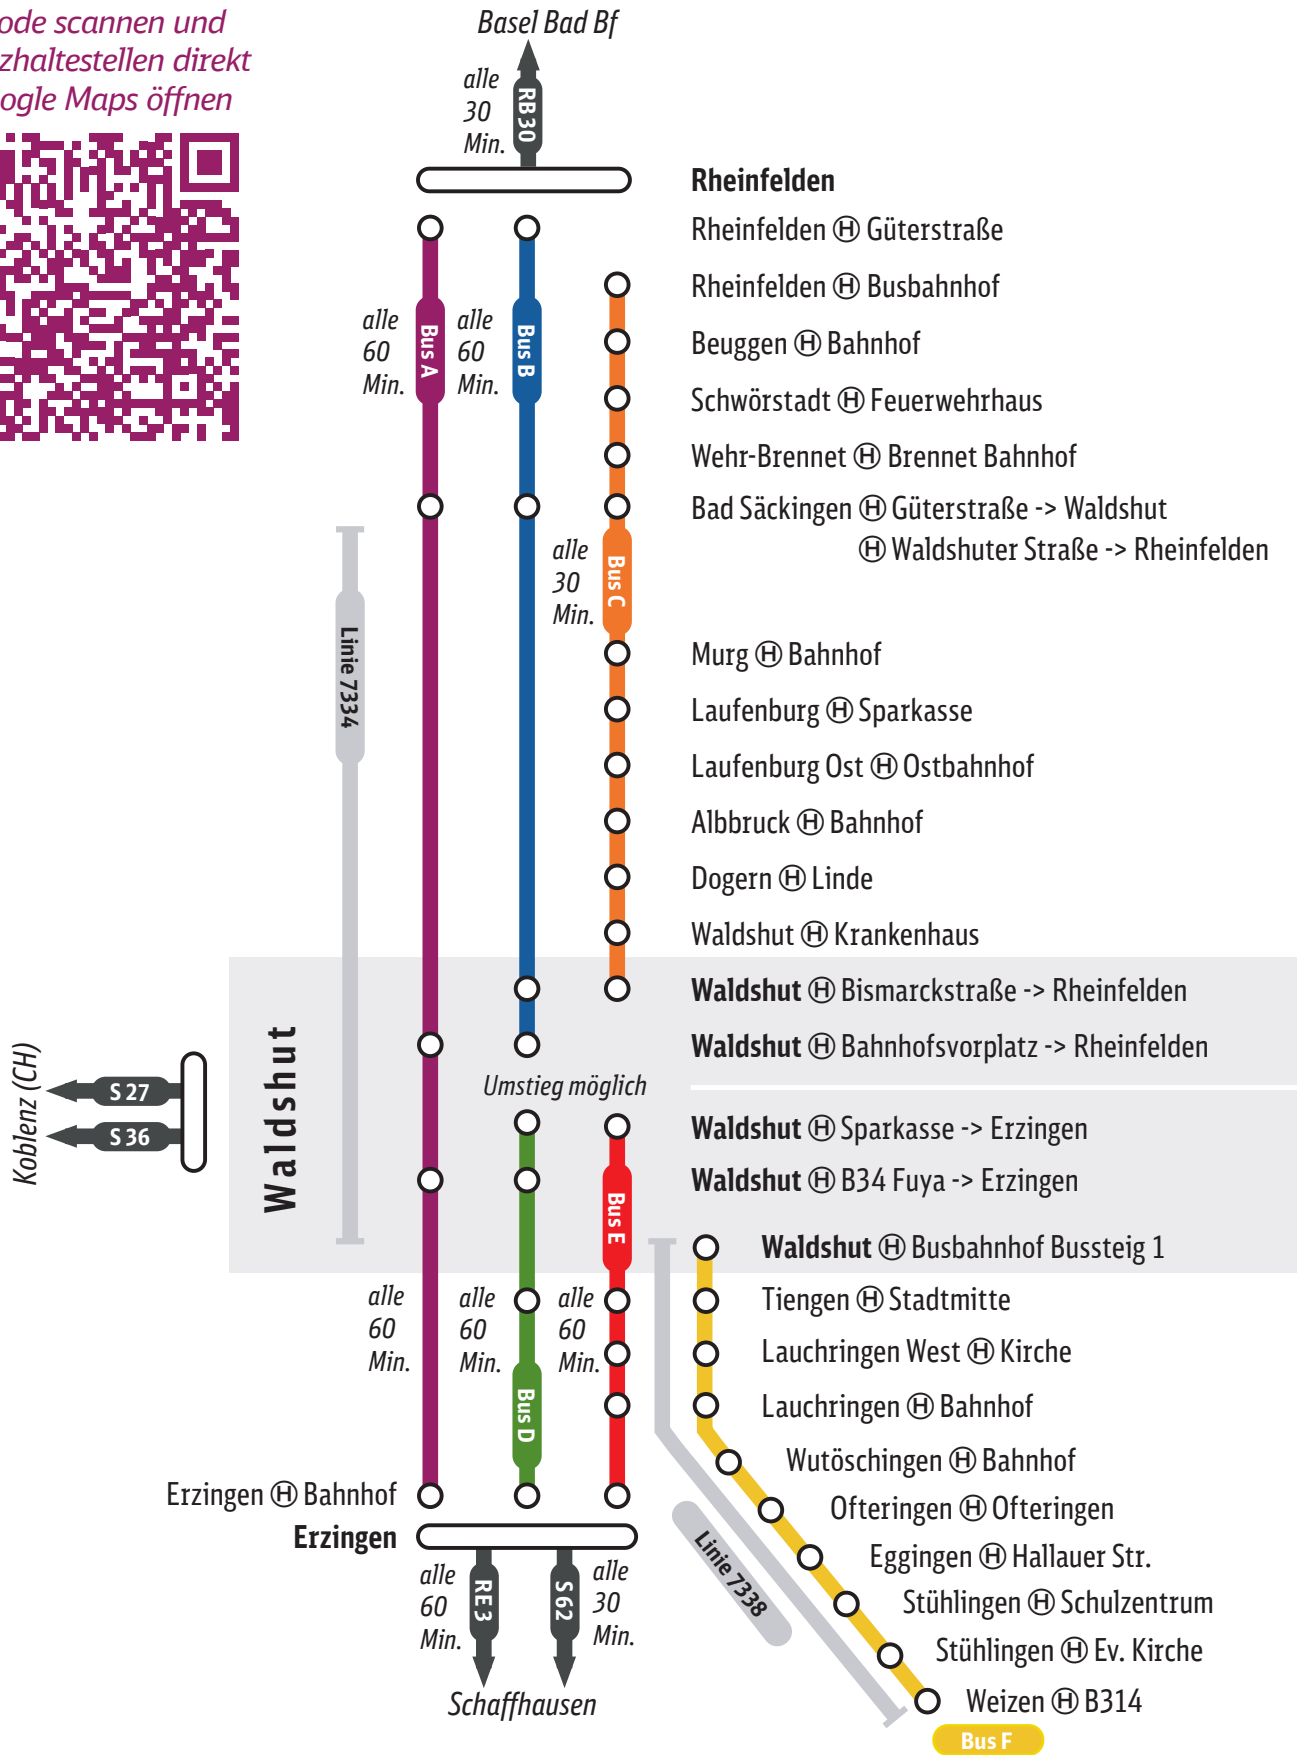 ode scannen und
zhaltestellen direkt
ogle Maps öffnen
Basel Bad Bf
alle
30
Min.
RB 30
Rheinfelden
Rheinfelden Ⓗ Güterstraße
Rheinfelden Ⓗ Busbahnhof
alle
60
Min.
Bus A
alle
60
Min.
Bus B
Beuggen Ⓗ Bahnhof
Schwörstadt Ⓗ Feuerwehrhaus
Wehr-Brennet Ⓗ Brennet Bahnhof
Bad Säckingen Ⓗ Güterstraße -> Waldshut
Ⓗ Waldshuter Straße -> Rheinfelden
alle
30
Min.
Bus C
Linie 7334
Murg Ⓗ Bahnhof
Laufenburg Ⓗ Sparkasse
Laufenburg Ost Ⓗ Ostbahnhof
Albbruck Ⓗ Bahnhof
Dogern Ⓗ Linde
Waldshut Ⓗ Krankenhaus
Waldshut Ⓗ Bismarckstraße -> Rheinfelden
Waldshut Ⓗ Bahnhofsvorplatz -> Rheinfelden
Umstieg möglich
Koblenz (CH)
S 27
S 36
Waldshut
Waldshut Ⓗ Sparkasse -> Erzingen
Waldshut Ⓗ B34 Fuya -> Erzingen
Bus E
Waldshut Ⓗ Busbahnhof Bussteig 1
alle
60
Min.
alle
60
Min.
alle
60
Min.
Bus D
Tiengen Ⓗ Stadtmitte
Lauchringen West Ⓗ Kirche
Lauchringen Ⓗ Bahnhof
Wutöschingen Ⓗ Bahnhof
Erzingen Ⓗ Bahnhof
Ofteringen Ⓗ Ofteringen
Erzingen
Eggingen Ⓗ Hallauer Str.
alle
60
Min.
RE 3
S 62
alle
30
Min.
Linie 7338
Stühlingen Ⓗ Schulzentrum
Stühlingen Ⓗ Ev. Kirche
Schaffhausen
Weizen Ⓗ B314
Bus F